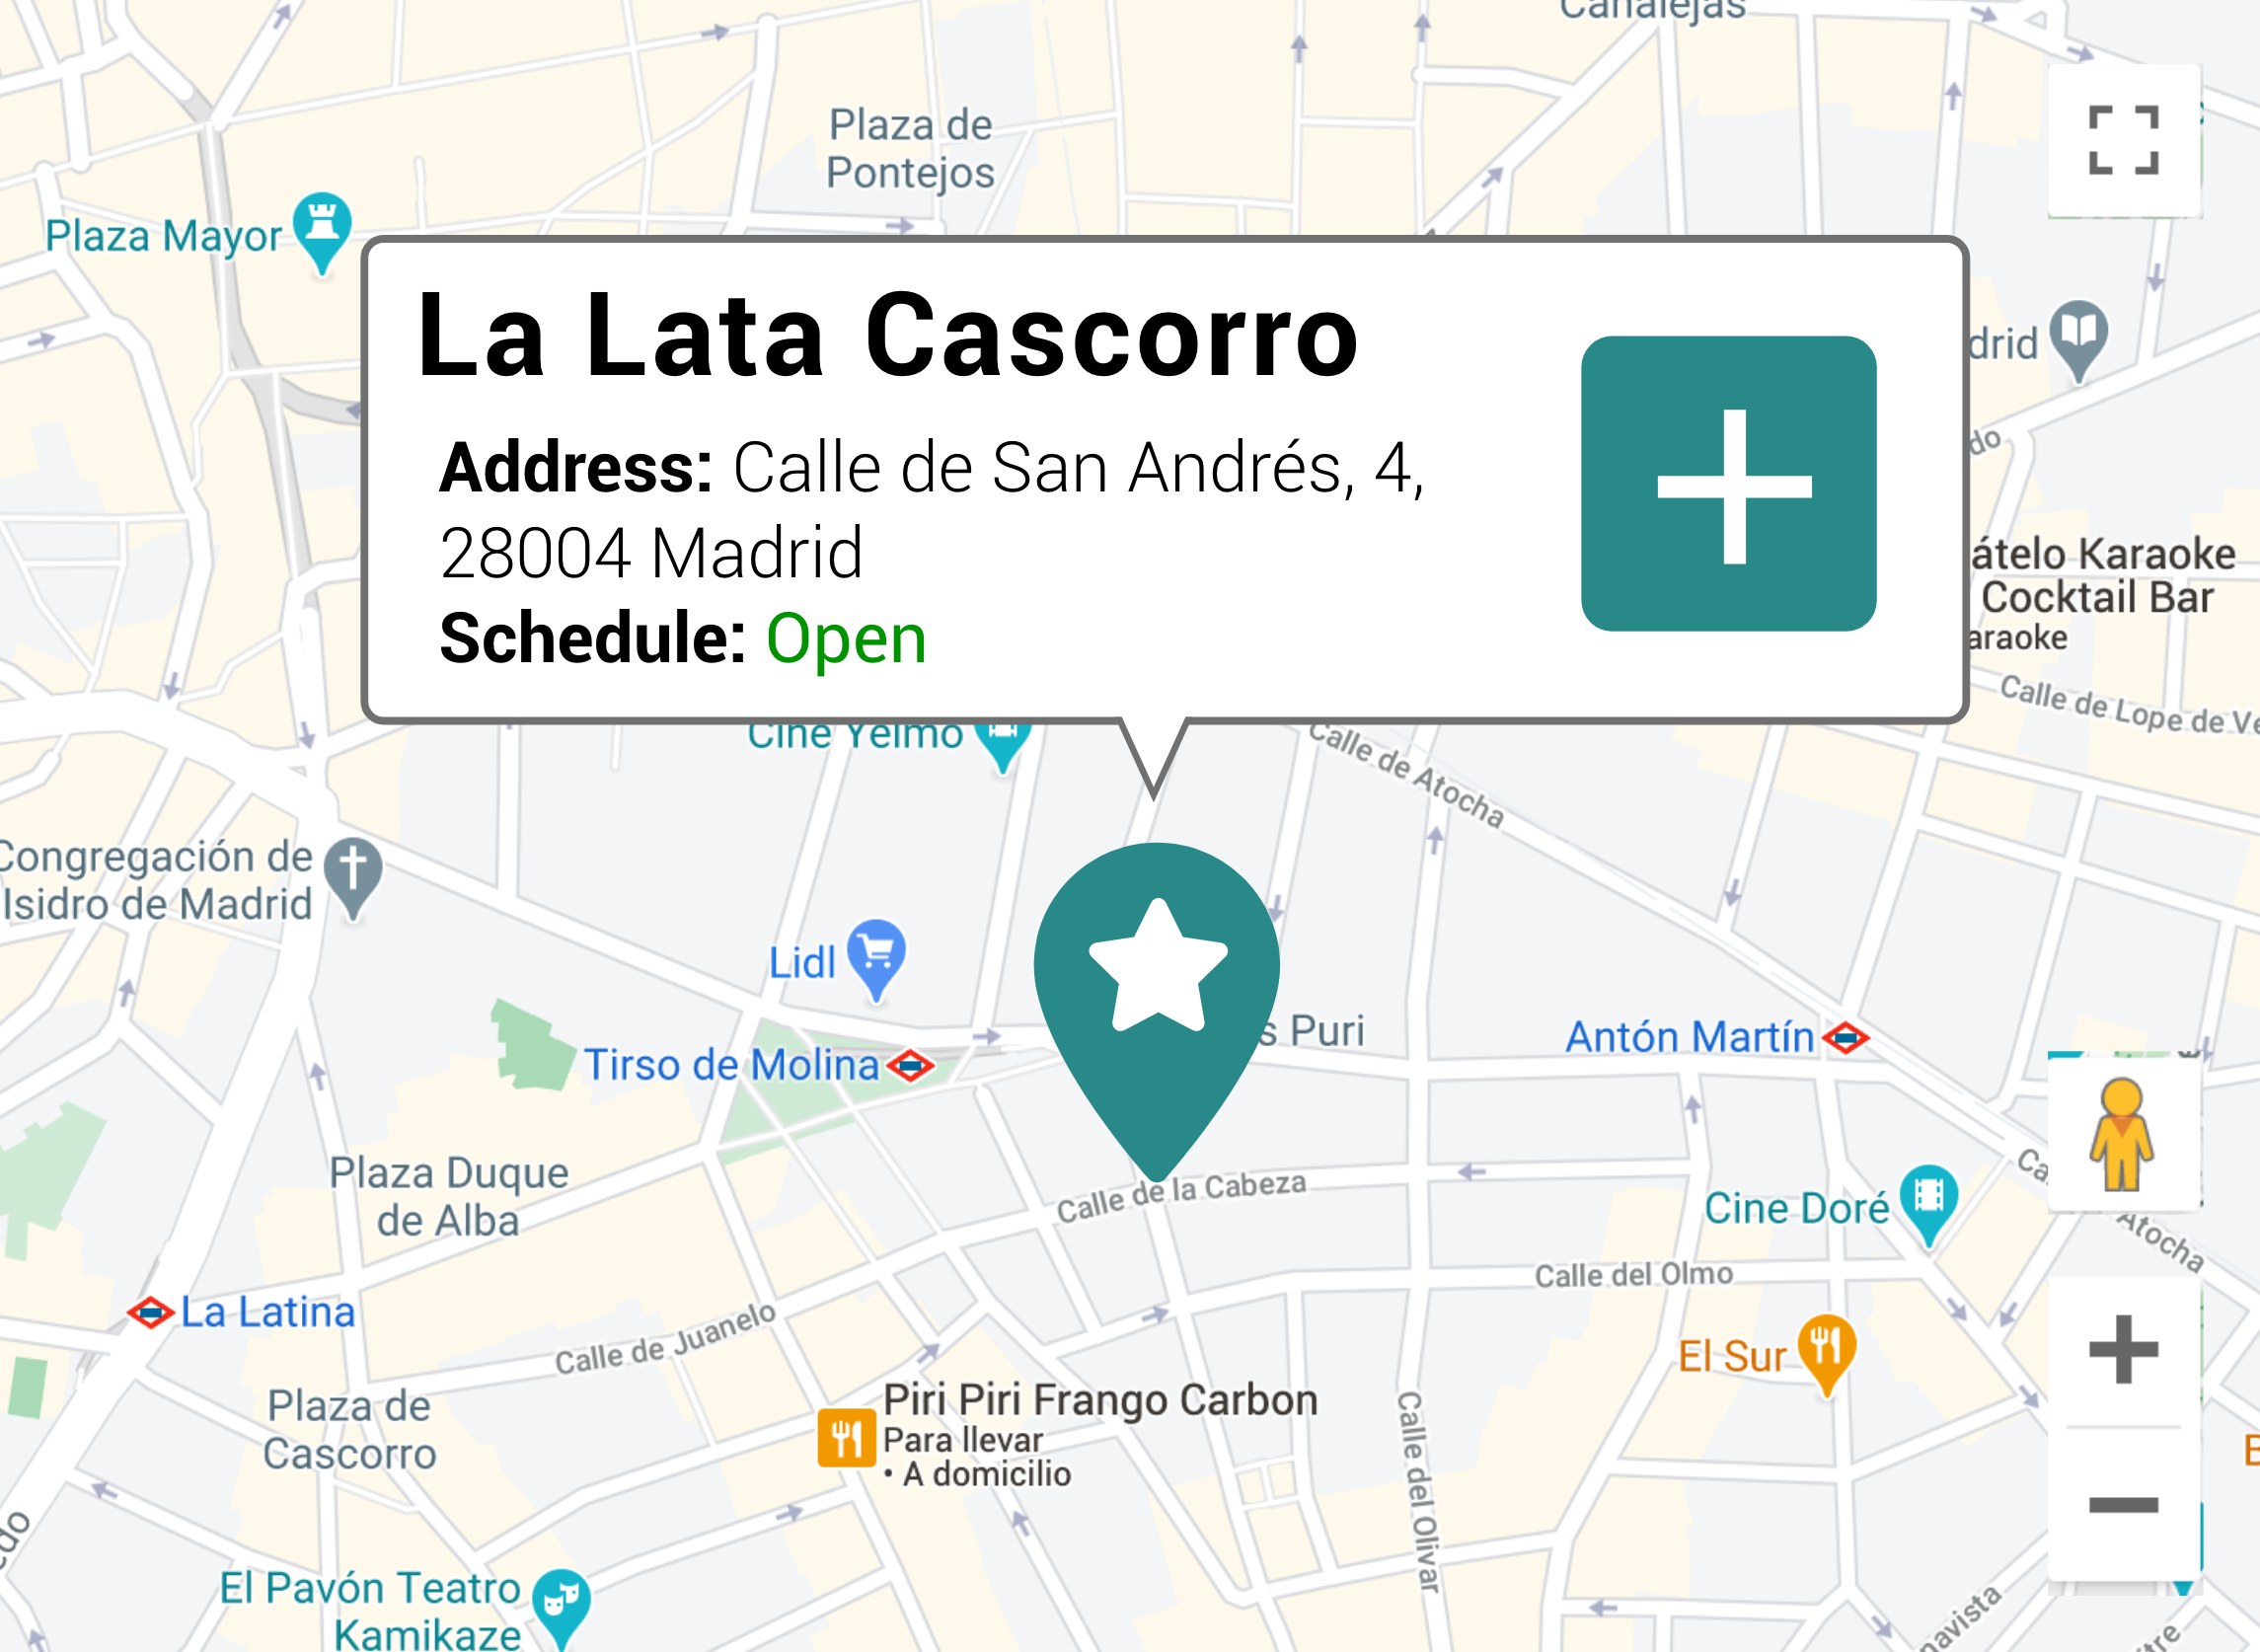 Canalejas
Plaza de
Pontejos
Plaza Mayor
La Lata Cascorro
Address: Calle de San Andrés, 4,
28004 Madrid
Schedule: Open
drid
do
átelo Karaoke
Cocktail Bar
araoke
Calle de Lope de Ve
Cine Yelmo
Calle de Atocha
Congregación de
Isidro de Madrid
Lidl
s Puri
Tirso de Molina
Antón Martín
Plaza Duque
de Alba
Calle de la Cabeza
Cine Doré
Ca
Atocha
Calle del Olmo
La Latina
Calle de Juanelo
El Sur
Plaza de
Cascorro
Piri Piri Frango Carbon
Para llevar
• A domicilio
Calle del Olivar
B
edo
El Pavón Teatro
Kamikaze
navista
tre